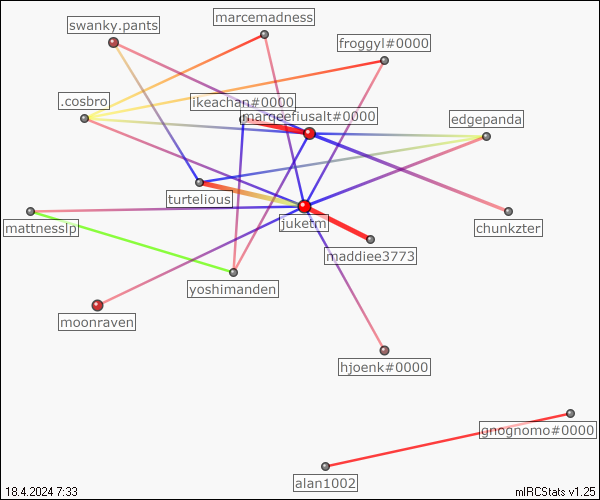 marcemadness
swanky.pants
froggyl#0000
.cosbro
ikeachan#0000
marceefiusalt#0000
edgepanda
turtelious
mattnesslp
juketm
chunkzter
maddiee3773
yoshimanden
moonraven
hjoenk#0000
gnognomo#0000
alan1002
18.4.2024 7:33
mIRCStats v1.25